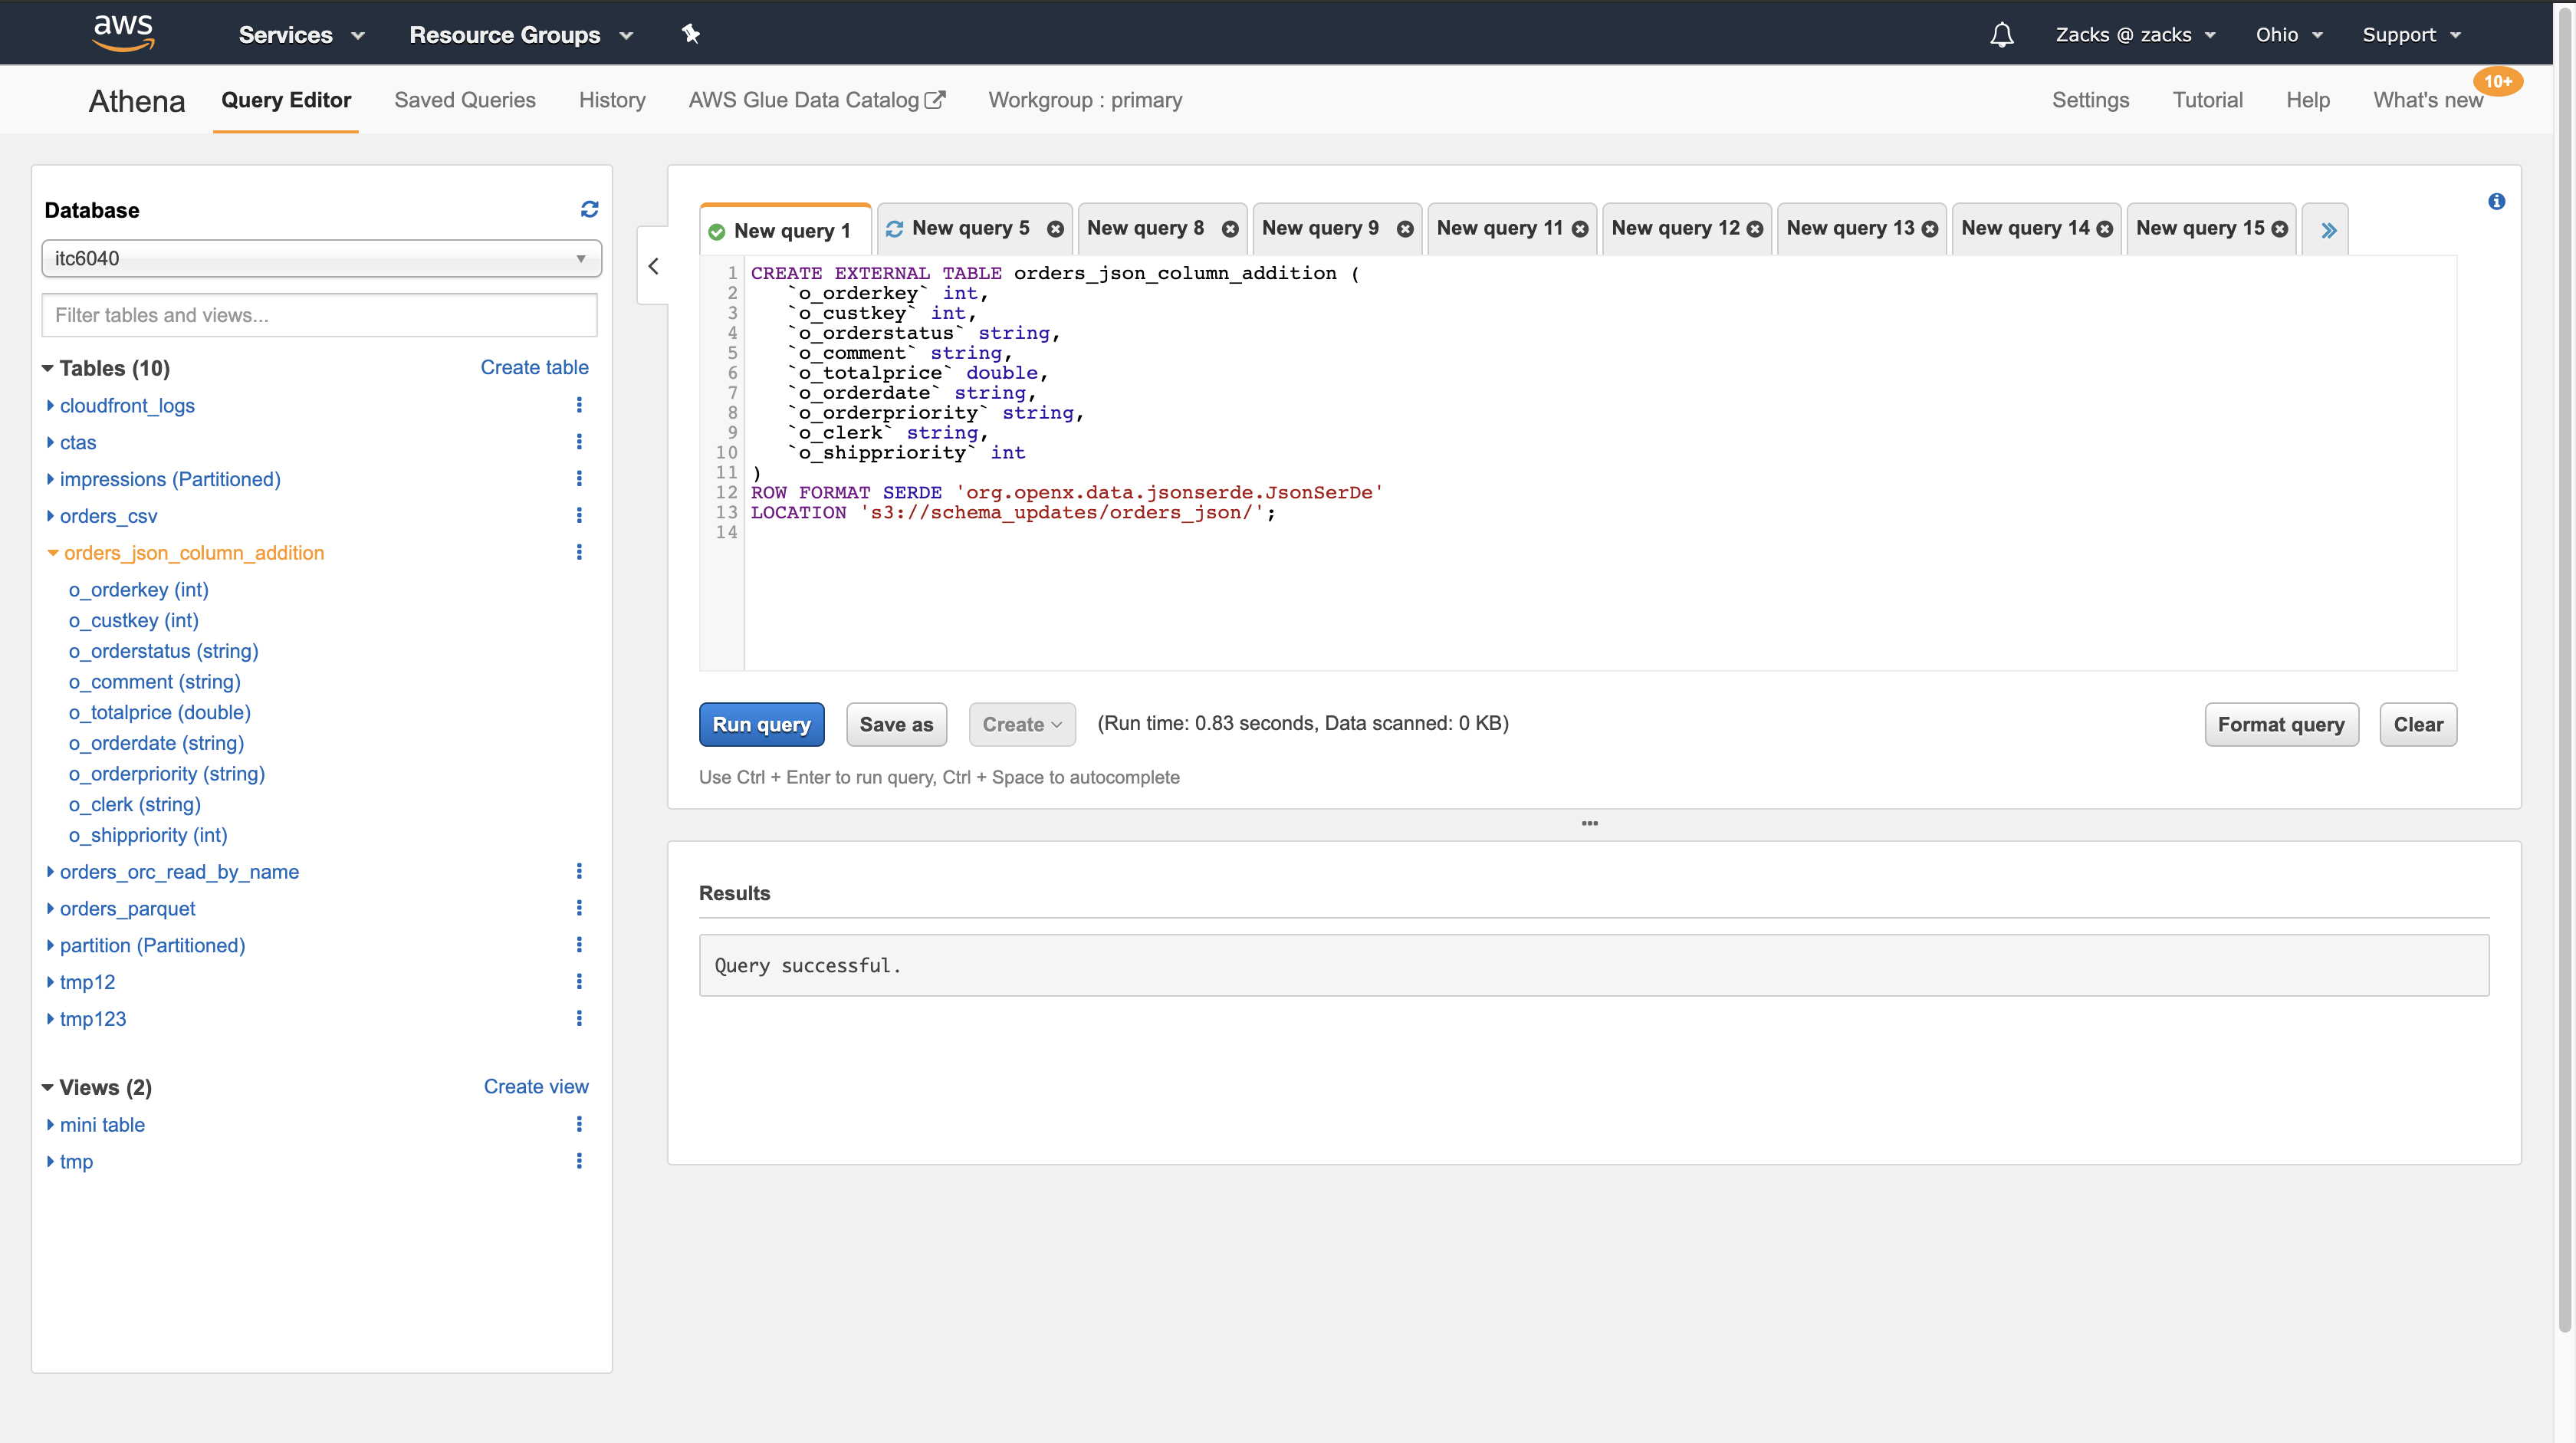 aws Services Resource Groups Zacks @ zacks Ohio Support
Athena Query Editor Saved Queries History AWS Glue Data Catalog Workgroup : primary Settings Tutorial Help What's new 10+
Database
itc6040
Filter tables and views...
Tables (10) Create table
cloudfront_logs
ctas
impressions (Partitioned)
orders_csv
orders_json_column_addition
o_orderkey (int)
o_custkey (int)
o_orderstatus (string)
o_comment (string)
o_totalprice (double)
o_orderdate (string)
o_orderpriority (string)
o_clerk (string)
o_shippriority (int)
orders_orc_read_by_name
orders_parquet
partition (Partitioned)
tmp12
tmp123
Views (2) Create view
mini table
tmp
New query 1 New query 5 New query 8 New query 9 New query 11 New query 12 New query 13 New query 14 New query 15 »
1 CREATE EXTERNAL TABLE orders_json_column_addition (
2 `o_orderkey` int,
3 `o_custkey` int,
4 `o_orderstatus` string,
5 `o_comment` string,
6 `o_totalprice` double,
7 `o_orderdate` string,
8 `o_orderpriority` string,
9 `o_clerk` string,
10 `o_shippriority` int
11 )
12 ROW FORMAT SERDE 'org.openx.data.jsonserde.JsonSerDe'
13 LOCATION 's3://schema_updates/orders_json/';
14
Run query Save as Create (Run time: 0.83 seconds, Data scanned: 0 KB) Format query Clear
Use Ctrl + Enter to run query, Ctrl + Space to autocomplete
Results
Query successful.